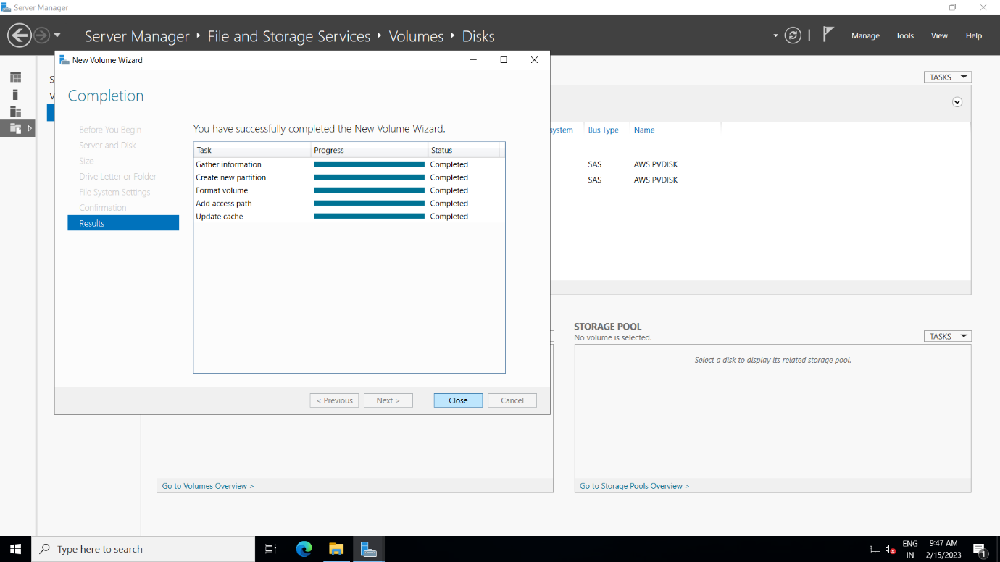 Server Manager
Server Manager • File and Storage Services • Volumes • Disks
Manage Tools View Help
New Volume Wizard
Completion
Before You Begin
Server and Disk
Size
Drive Letter or Folder
File System Settings
Confirmation
Results
You have successfully completed the New Volume Wizard.
Task Progress Status
Gather information Completed
Create new partition Completed
Format volume Completed
Add access path Completed
Update cache Completed
< Previous Next > Close Cancel
S
V
TASKS
system Bus Type Name
SAS AWS PVDISK
SAS AWS PVDISK
STORAGE POOL
No volume is selected.
TASKS
Select a disk to display its related storage pool.
Go to Volumes Overview >
Go to Storage Pools Overview >
Type here to search
ENG
IN
9:47 AM
2/15/2023
1